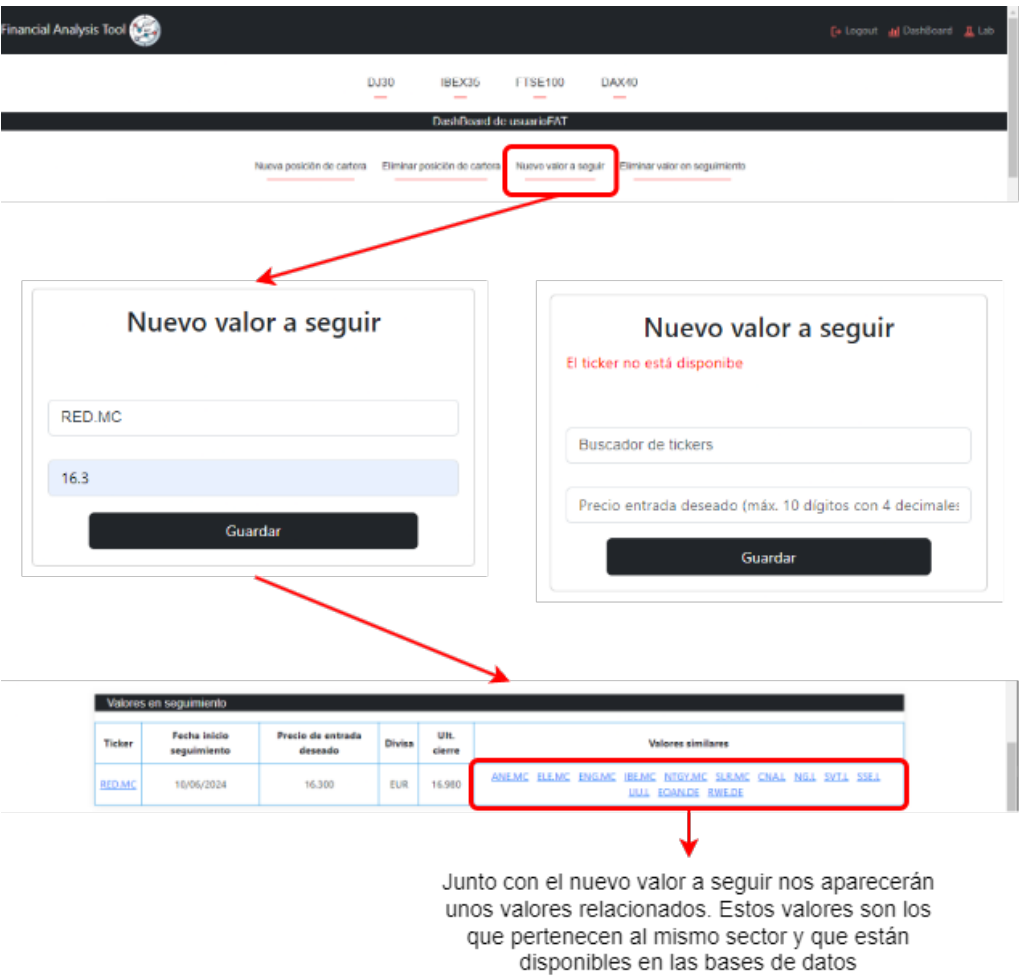 Financial Analysis Tool
Logout DashBoard Lab
DJ30 IBEX35 FTSE100 DAX40
DashBoard de usuarioFAT
Nueva posición de cartera Eliminar posición de cartera Nuevo valor a seguir Eliminar valor en seguimiento
Nuevo valor a seguir
RED.MC
16.3
Guardar
Nuevo valor a seguir
El ticker no está disponibe
Buscador de tickers
Precio entrada deseado (máx. 10 dígitos con 4 decimales
Guardar
Valores en seguimiento
Ticker Fecha inicio seguimiento Precio de entrada deseado Divisa Ult. cierre Valores similares
RED.MC 10/06/2024 16.300 EUR 16.980 ANE.MC ELE.MC ENG.MC IBE.MC NTGY.MC SLR.MC CNA.L NG.L SVT.L SSE.L
UU.L EOAN.DE RWE.DE
Junto con el nuevo valor a seguir nos aparecerán
unos valores relacionados. Estos valores son los
que pertenecen al mismo sector y que están
disponibles en las bases de datos